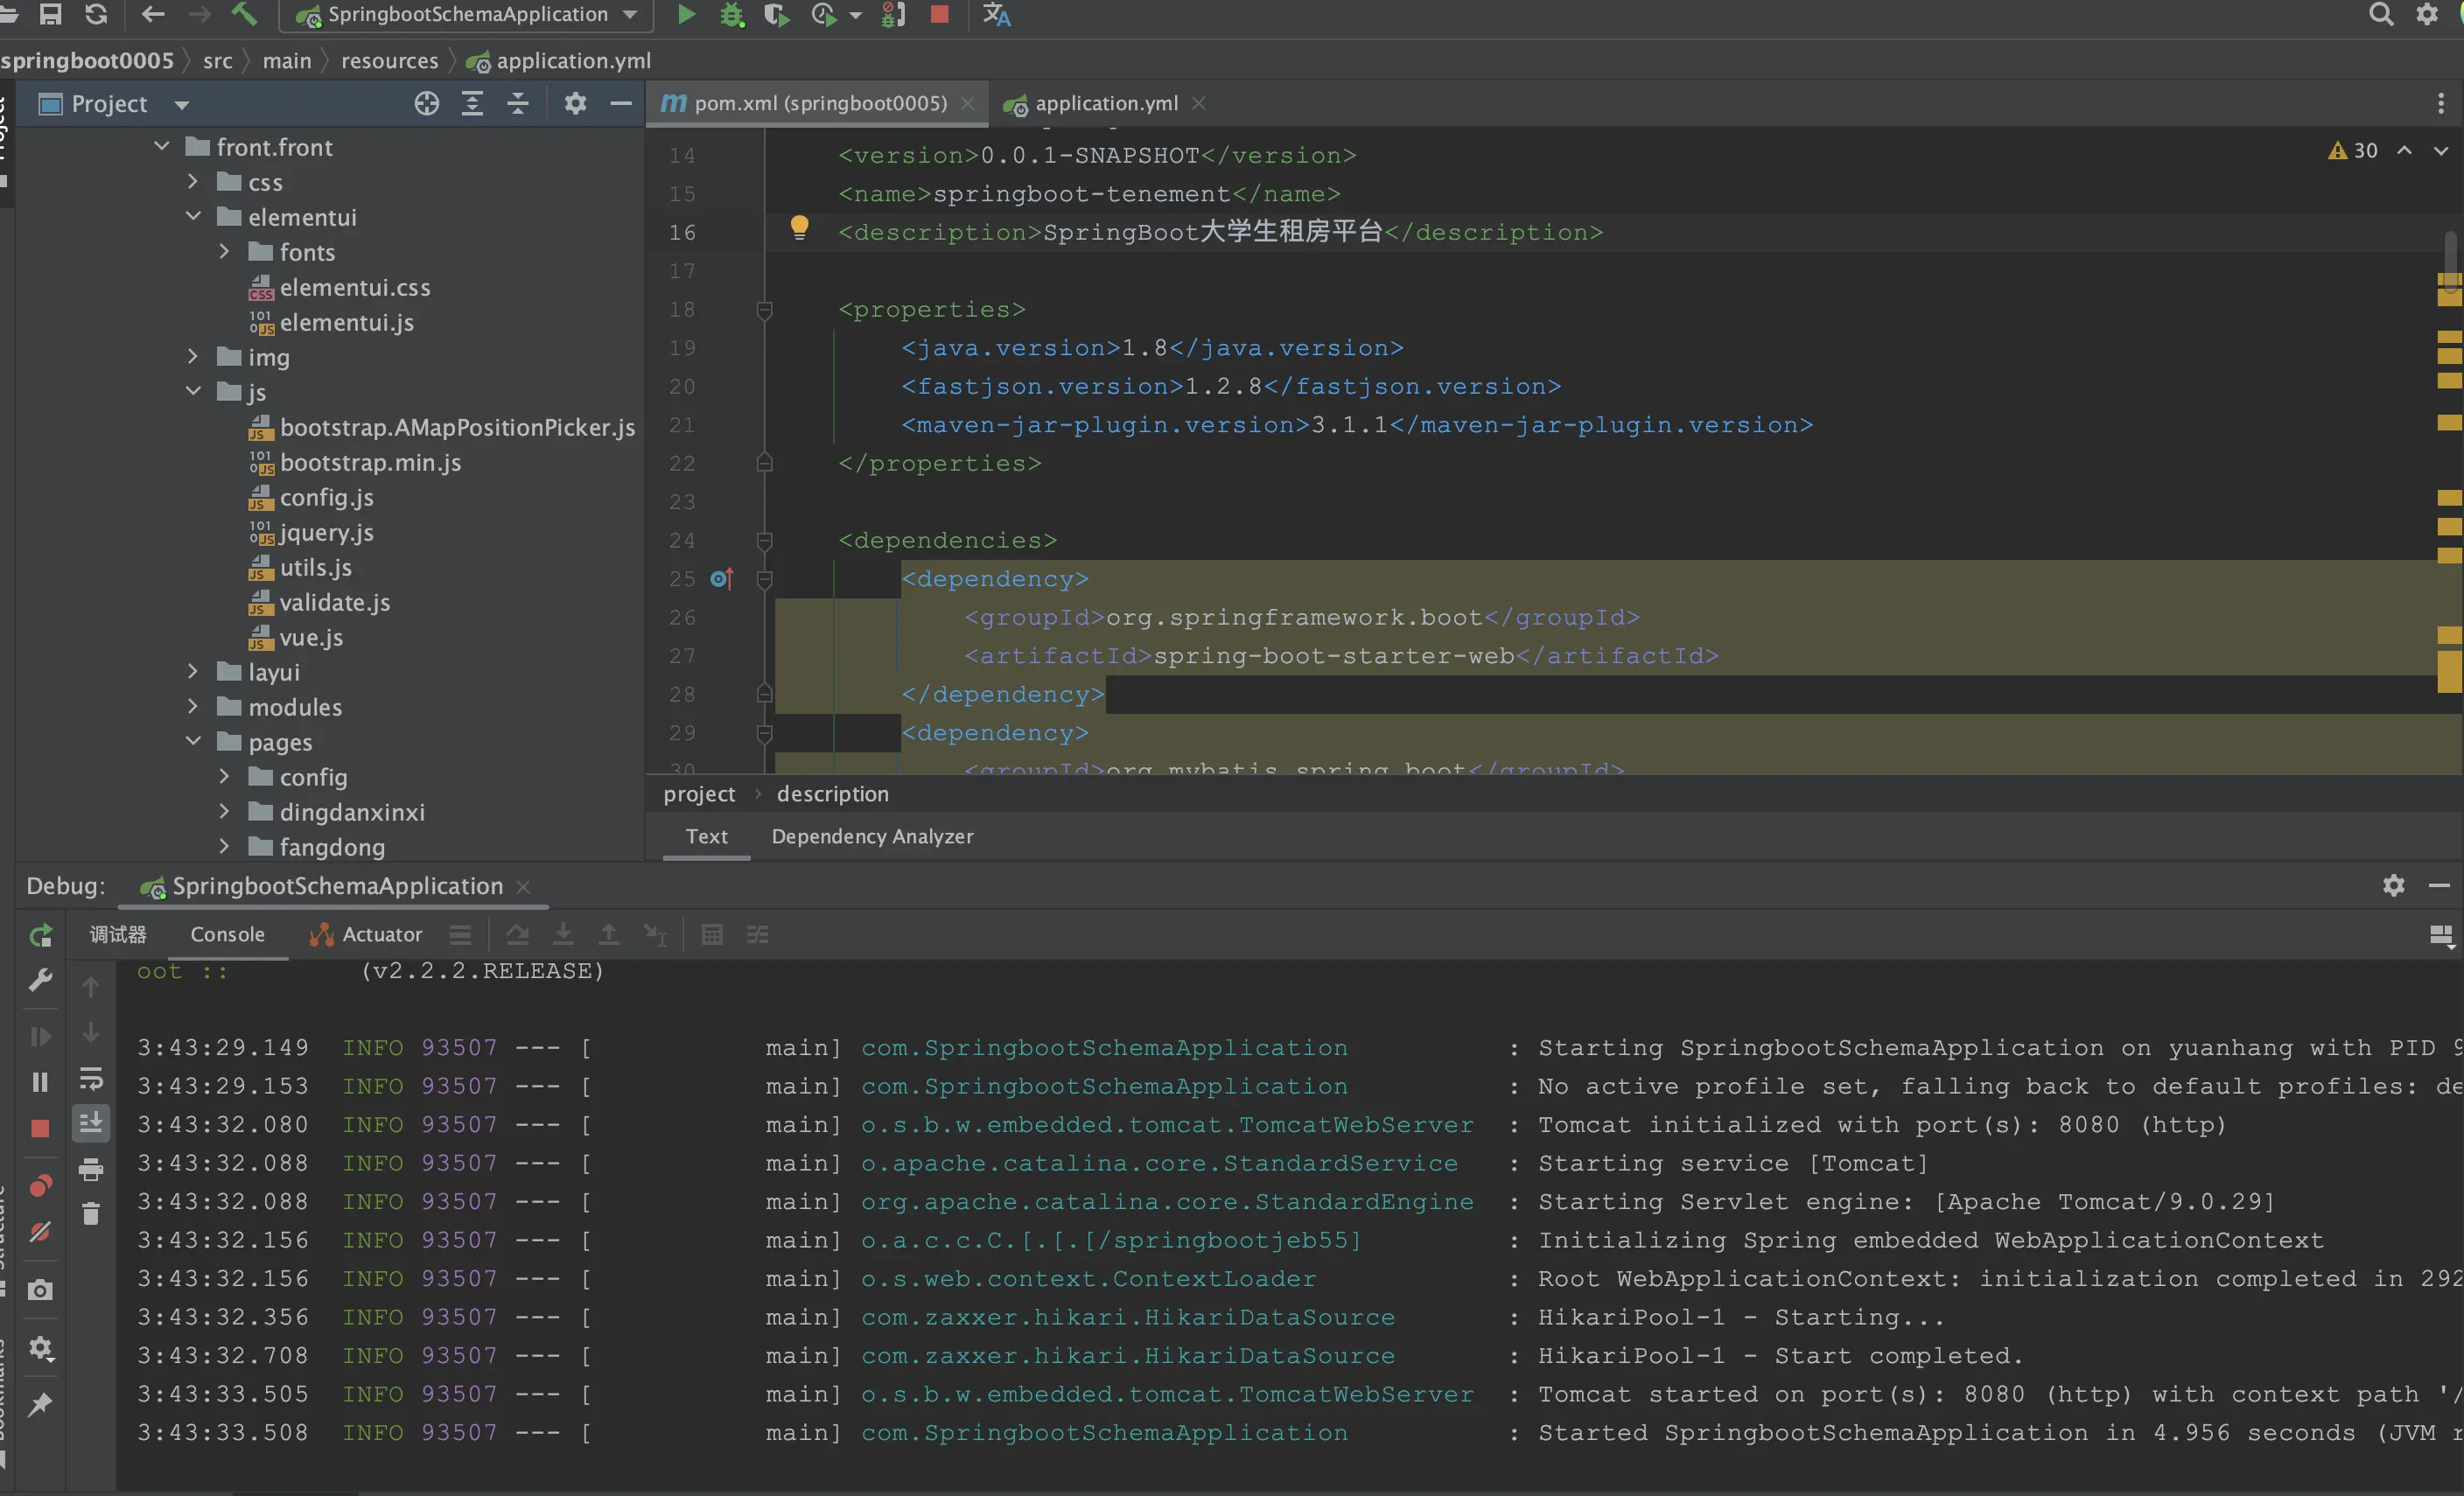 SpringbootSchemaApplication
springboot0005 src main resources application.yml
Project
pom.xml (springboot0005) application.yml
front.front
css
elementui
fonts
elementui.css
elementui.js
img
js
bootstrap.AMapPositionPicker.js
bootstrap.min.js
config.js
jquery.js
utils.js
validate.js
vue.js
layui
modules
pages
config
dingdanxinxi
fangdong
30
14 <version>0.0.1-SNAPSHOT</version>
15 <name>springboot-tenement</name>
16 <description>SpringBoot大学生租房平台</description>
17
18 <properties>
19 <java.version>1.8</java.version>
20 <fastjson.version>1.2.8</fastjson.version>
21 <maven-jar-plugin.version>3.1.1</maven-jar-plugin.version>
22 </properties>
23
24 <dependencies>
25 <dependency>
26 <groupId>org.springframework.boot</groupId>
27 <artifactId>spring-boot-starter-web</artifactId>
28 </dependency>
29 <dependency>
30 <groupId>org.mybatis.spring.boot</groupId>
project description
Text Dependency Analyzer
Debug: SpringbootSchemaApplication
调试器 Console Actuator
oot :: (v2.2.2.RELEASE)
3:43:29.149 INFO 93507 --- [ main] com.SpringbootSchemaApplication : Starting SpringbootSchemaApplication on yuanhang with PID 9
3:43:29.153 INFO 93507 --- [ main] com.SpringbootSchemaApplication : No active profile set, falling back to default profiles: de
3:43:32.080 INFO 93507 --- [ main] o.s.b.w.embedded.tomcat.TomcatWebServer : Tomcat initialized with port(s): 8080 (http)
3:43:32.088 INFO 93507 --- [ main] o.apache.catalina.core.StandardService : Starting service [Tomcat]
3:43:32.088 INFO 93507 --- [ main] org.apache.catalina.core.StandardEngine : Starting Servlet engine: [Apache Tomcat/9.0.29]
3:43:32.156 INFO 93507 --- [ main] o.a.c.c.C.[.[.[/springbootjeb55] : Initializing Spring embedded WebApplicationContext
3:43:32.156 INFO 93507 --- [ main] o.s.web.context.ContextLoader : Root WebApplicationContext: initialization completed in 292
3:43:32.356 INFO 93507 --- [ main] com.zaxxer.hikari.HikariDataSource : HikariPool-1 - Starting...
3:43:32.708 INFO 93507 --- [ main] com.zaxxer.hikari.HikariDataSource : HikariPool-1 - Start completed.
3:43:33.505 INFO 93507 --- [ main] o.s.b.w.embedded.tomcat.TomcatWebServer : Tomcat started on port(s): 8080 (http) with context path '/
3:43:33.508 INFO 93507 --- [ main] com.SpringbootSchemaApplication : Started SpringbootSchemaApplication in 4.956 seconds (JVM r